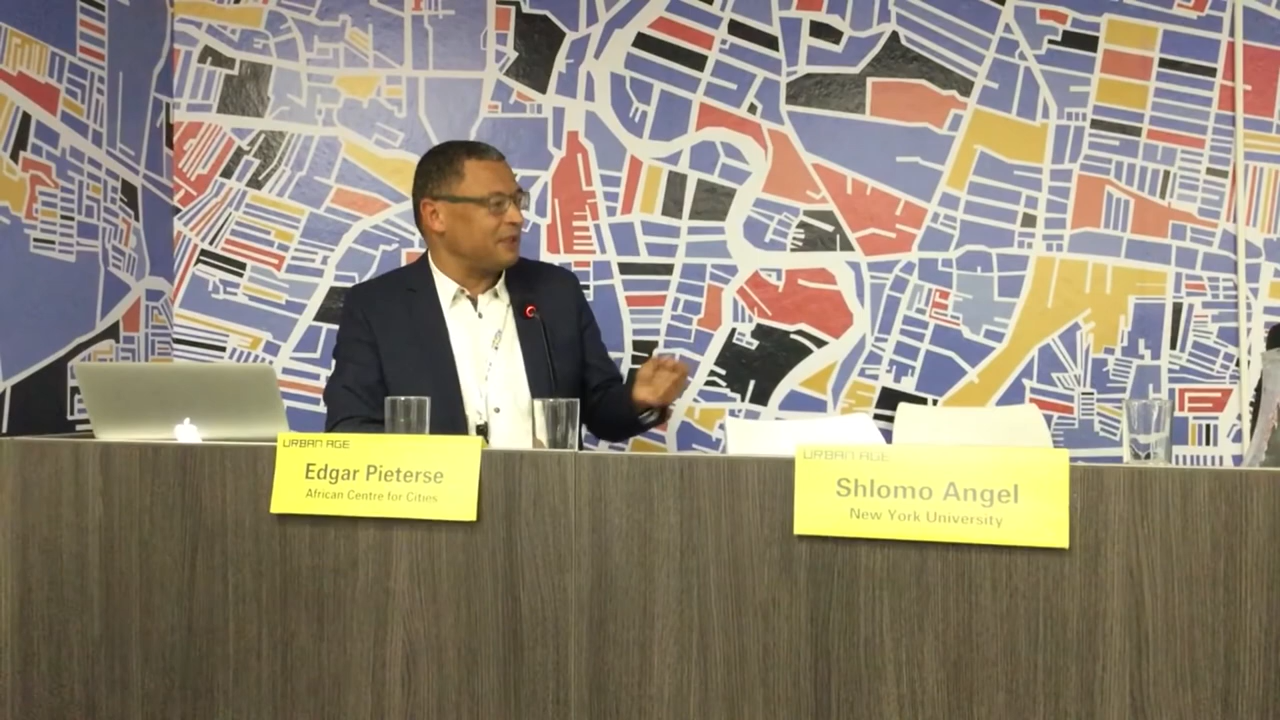 URBAN AGE
Edgar Pieterse
African Centre for Cities
URBAN AGE
Shlomo Angel
New York University